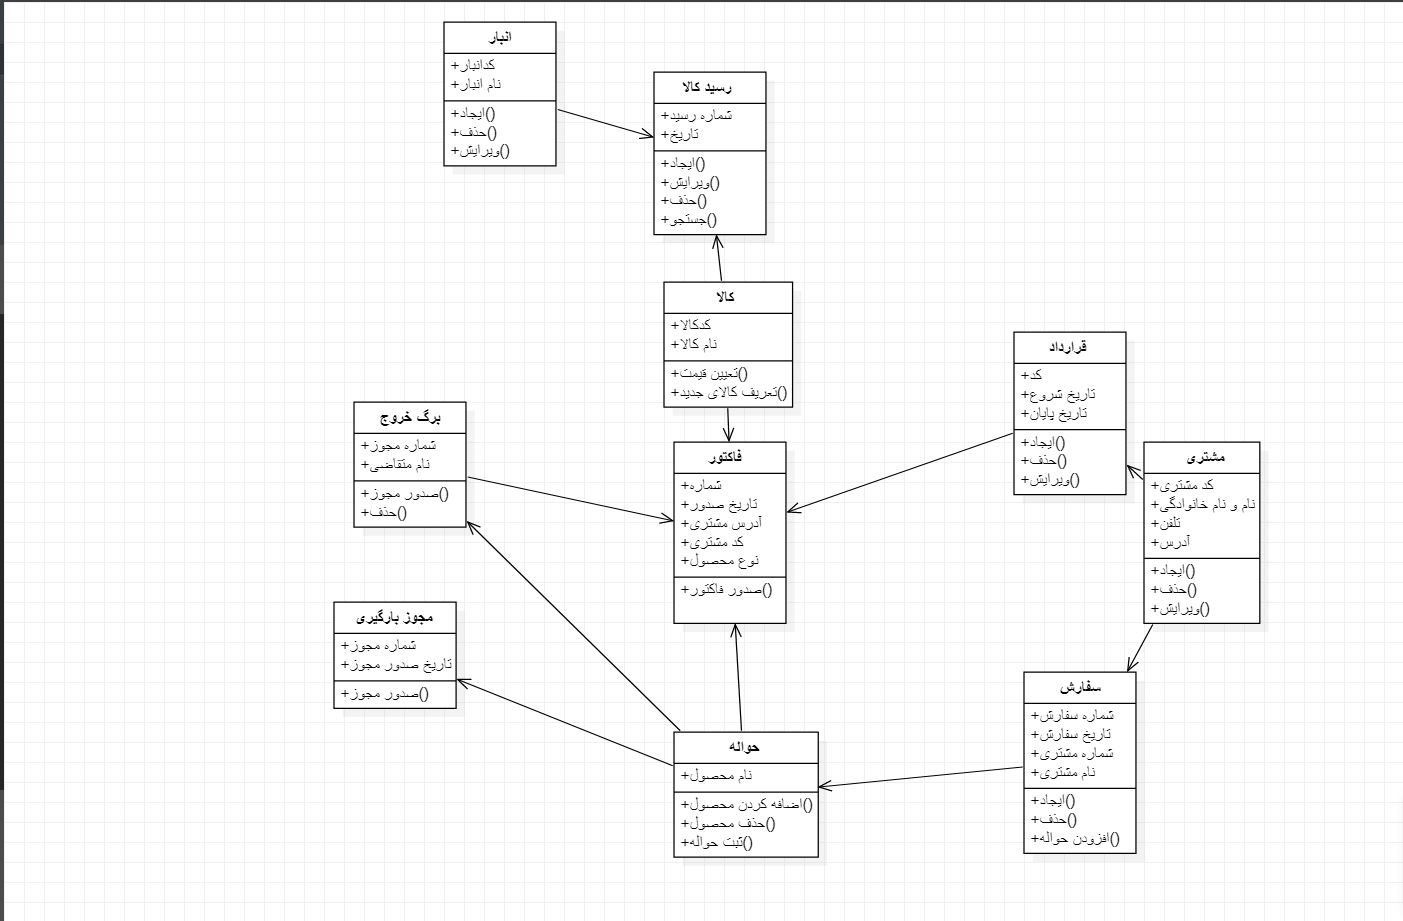 انبار
+کدانبار
+نام انبار
+ایجاد()
+حذف()
+ویرایش()
رسید کالا
+شماره رسید
+تاریخ
+ایجاد()
+ویرایش()
+حذف()
+جستجو()
کالا
+کدکالا
+نام کالا
+تعیین قیمت()
+تعریف کالای جدید()
قرارداد
+کد
+تاریخ شروع
+تاریخ پایان
+ایجاد()
+حذف()
+ویرایش()
برگ خروج
+شماره مجوز
+نام متقاضی
+صدور مجوز()
+حذف()
فاکتور
+شماره
+تاریخ صدور
+آدرس مشتری
+کد مشتری
+نوع محصول
+صدور فاکتور()
مشتری
+کد مشتری
+نام و نام خانوادگی
+تلفن
+آدرس
+ایجاد()
+حذف()
+ویرایش()
مجوز بارگیری
+شماره مجوز
+تاریخ صدور مجوز
+صدور مجوز()
سفارش
+شماره سفارش
+تاریخ سفارش
+شماره مشتری
+نام مشتری
+ایجاد()
+حذف()
+افزودن حواله()
حواله
+نام محصول
+اضافه کردن محصول()
+حذف محصول()
+ثبت حواله()